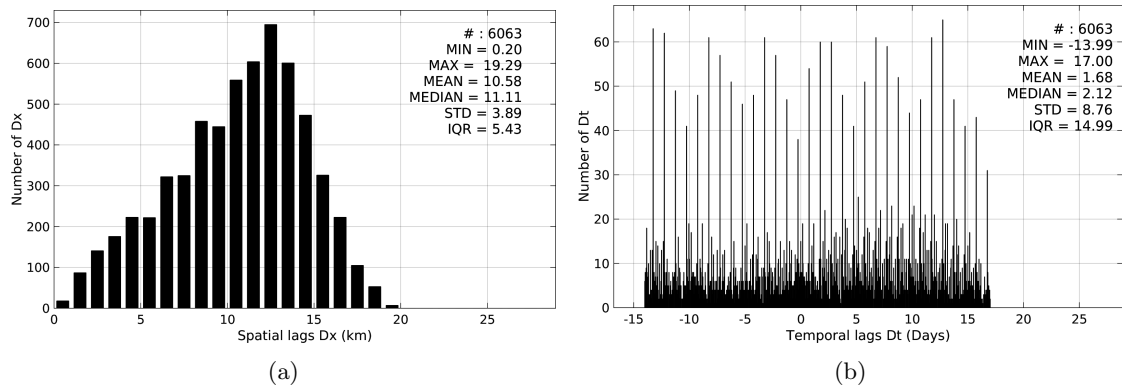 700
600
500
400
300
200
100
0
Number of Dx
# : 6063
MIN = 0.20
MAX = 19.29
MEAN = 10.58
MEDIAN = 11.11
STD = 3.89
IQR = 5.43
0 5 10 15 20 25
Spatial lags Dx (km)
(a)
60
50
40
30
20
10
0
Number of Dt
# : 6063
MIN = -13.99
MAX = 17.00
MEAN = 1.68
MEDIAN = 2.12
STD = 8.76
IQR = 14.99
-15 -10 -5 0 5 10 15 20 25
Temporal lags Dt (Days)
(b)